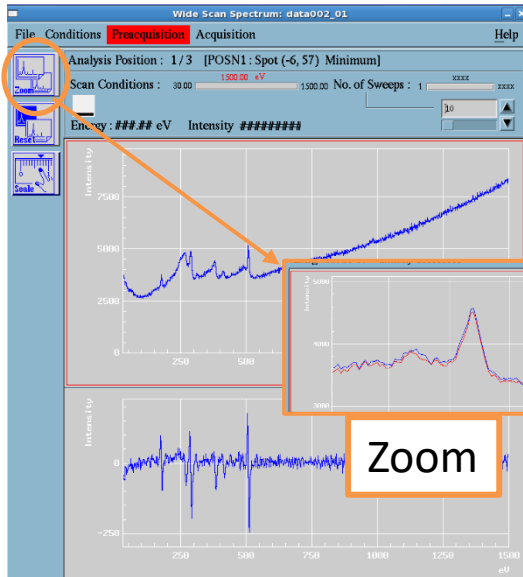 Wide Scan Spectrum: data002_01
File Conditions Preacquisition Acquisition Help
Zoom
Reset
Scale
Analysis Position : 1/3 [POSN1: Spot (-6, 57) Minimum]
Scan Conditions : 30.00 1500.00 eV 1500.00 No. of Sweeps : 1 xxxx xxxx
10
Energy : ###.## eV Intensity #########
Intensity
7500
5000
2500
0
250 500
Intensity
5000
4000
3000
Zoom
Intensity
0
-250
250 500 750 1000 1250 1500
eV